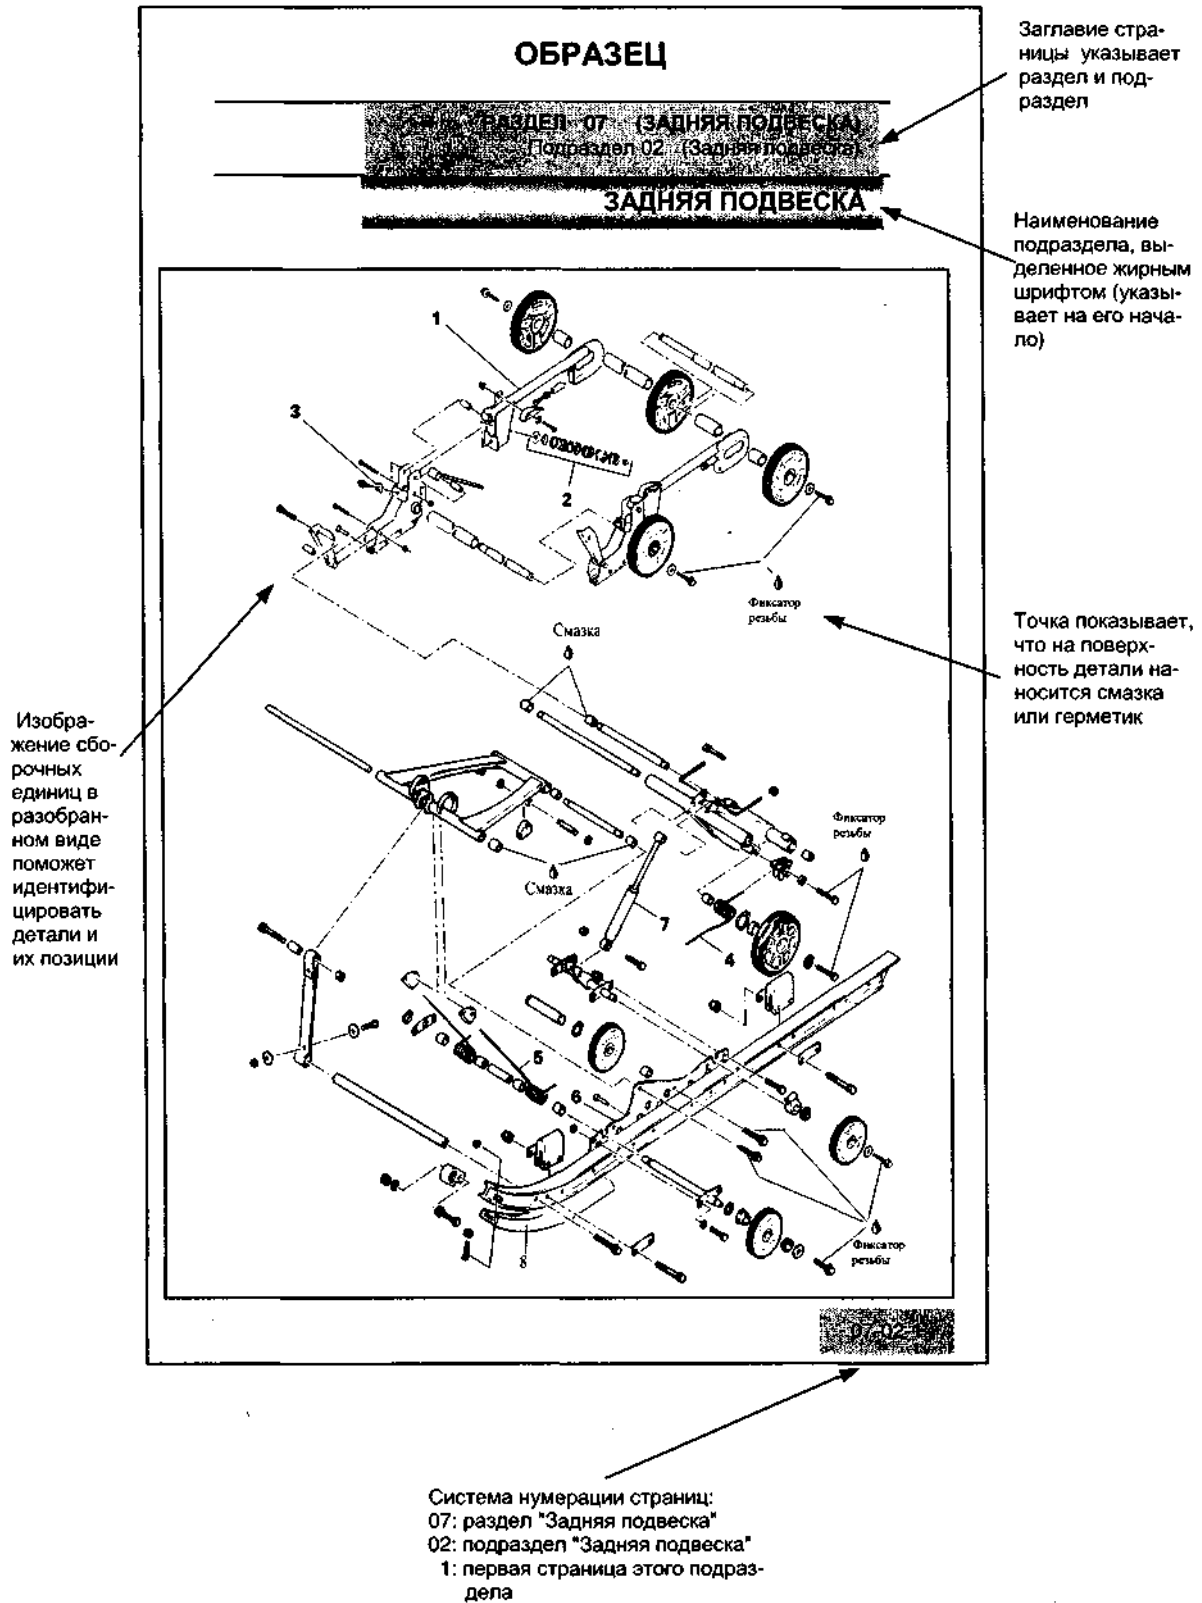 ОБРАЗЕЦ
РАЗДЕЛ 07 (ЗАДНЯЯ ПОДВЕСКА)
Подраздел 02 (Задняя подвеска)
ЗАДНЯЯ ПОДВЕСКА
Заглавие стра-
ницы указывает
раздел и под-
раздел
Наименование
подраздела, вы-
деленное жирным
шрифтом (указы-
вает на его нача-
ло)
1
3
2
Фиксатор
резьбы
Точка показывает,
что на поверх-
ность детали на-
носится смазка
или герметик
Смазка
Изобра-
жение сбо-
рочных
единиц в
разобран-
ном виде
поможет
идентифи-
цировать
детали и
их позиции
Фиксатор
резьбы
Смазка
7
4
5
6
8
Фиксатор
резьбы
07-02-1
Система нумерации страниц:
07: раздел "Задняя подвеска"
02: подраздел "Задняя подвеска"
1: первая страница этого подраз-
дела